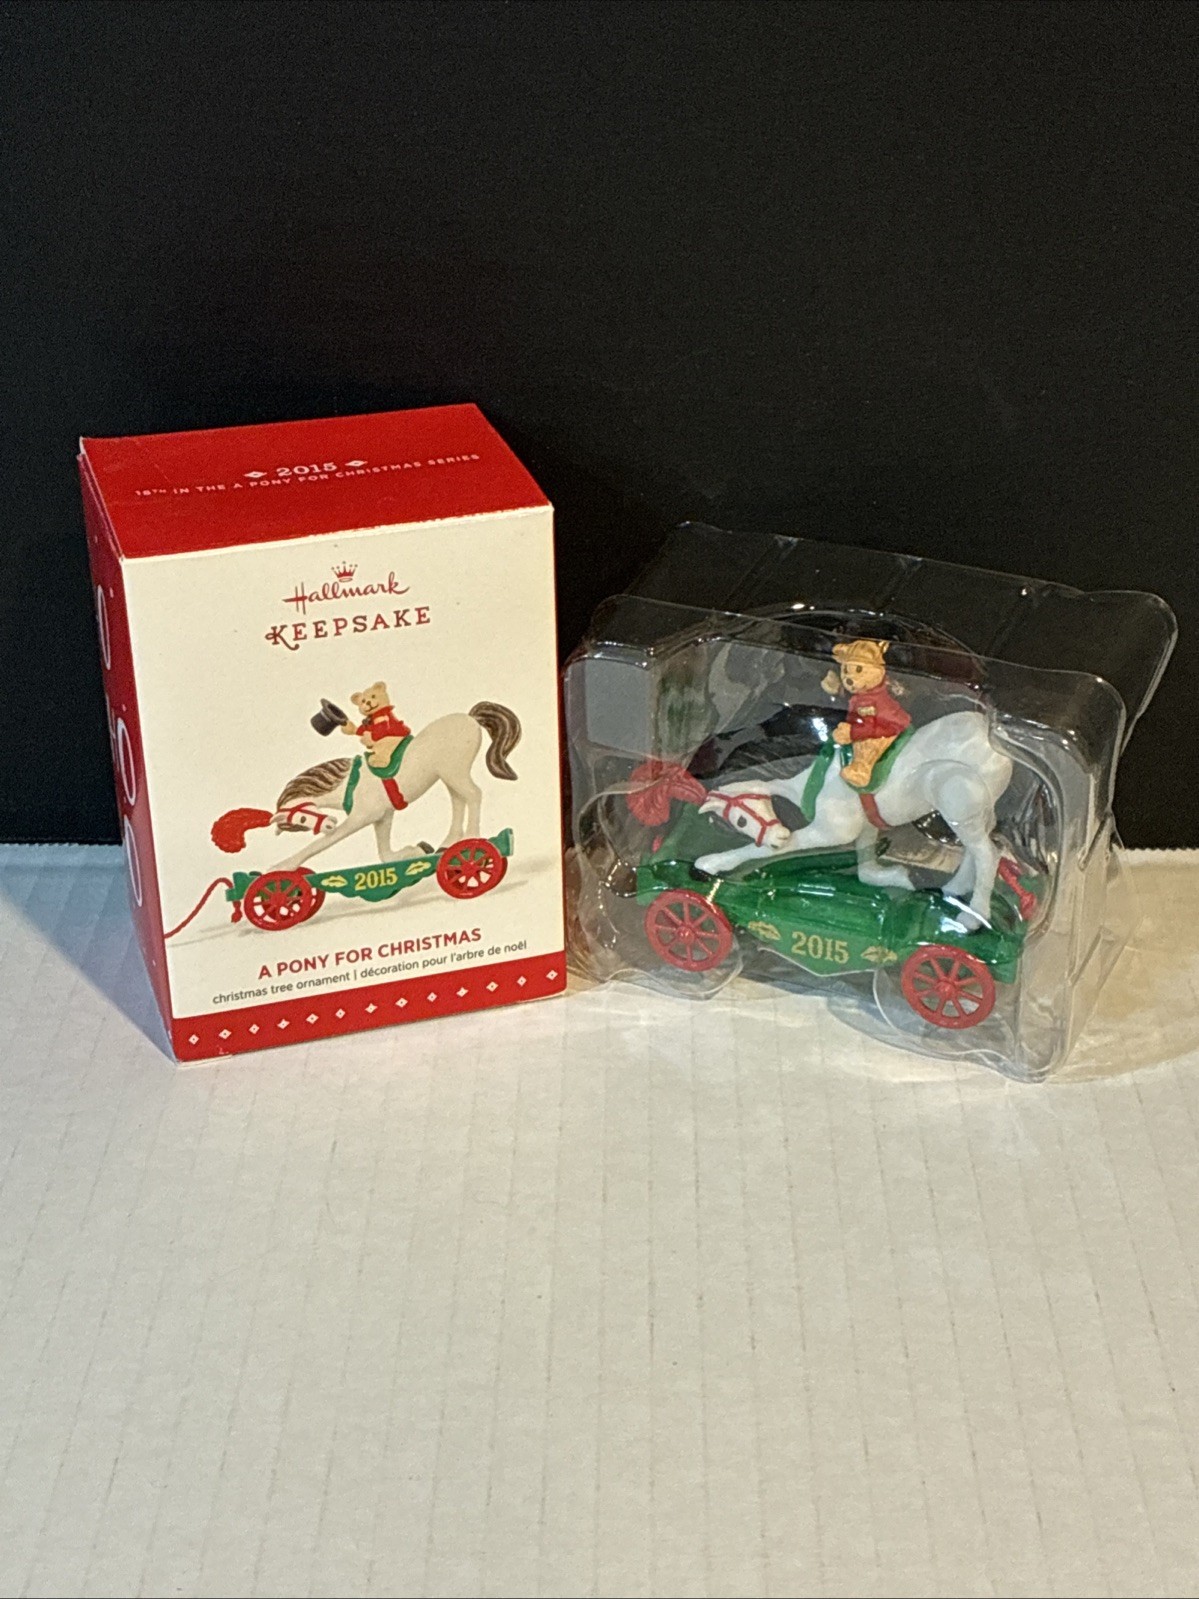 2015
18TH IN THE A PONY FOR CHRISTMAS SERIES
Hallmark
KEEPSAKE
2015
A PONY FOR CHRISTMAS
christmas tree ornament | décoration pour l'arbre de noël
2015